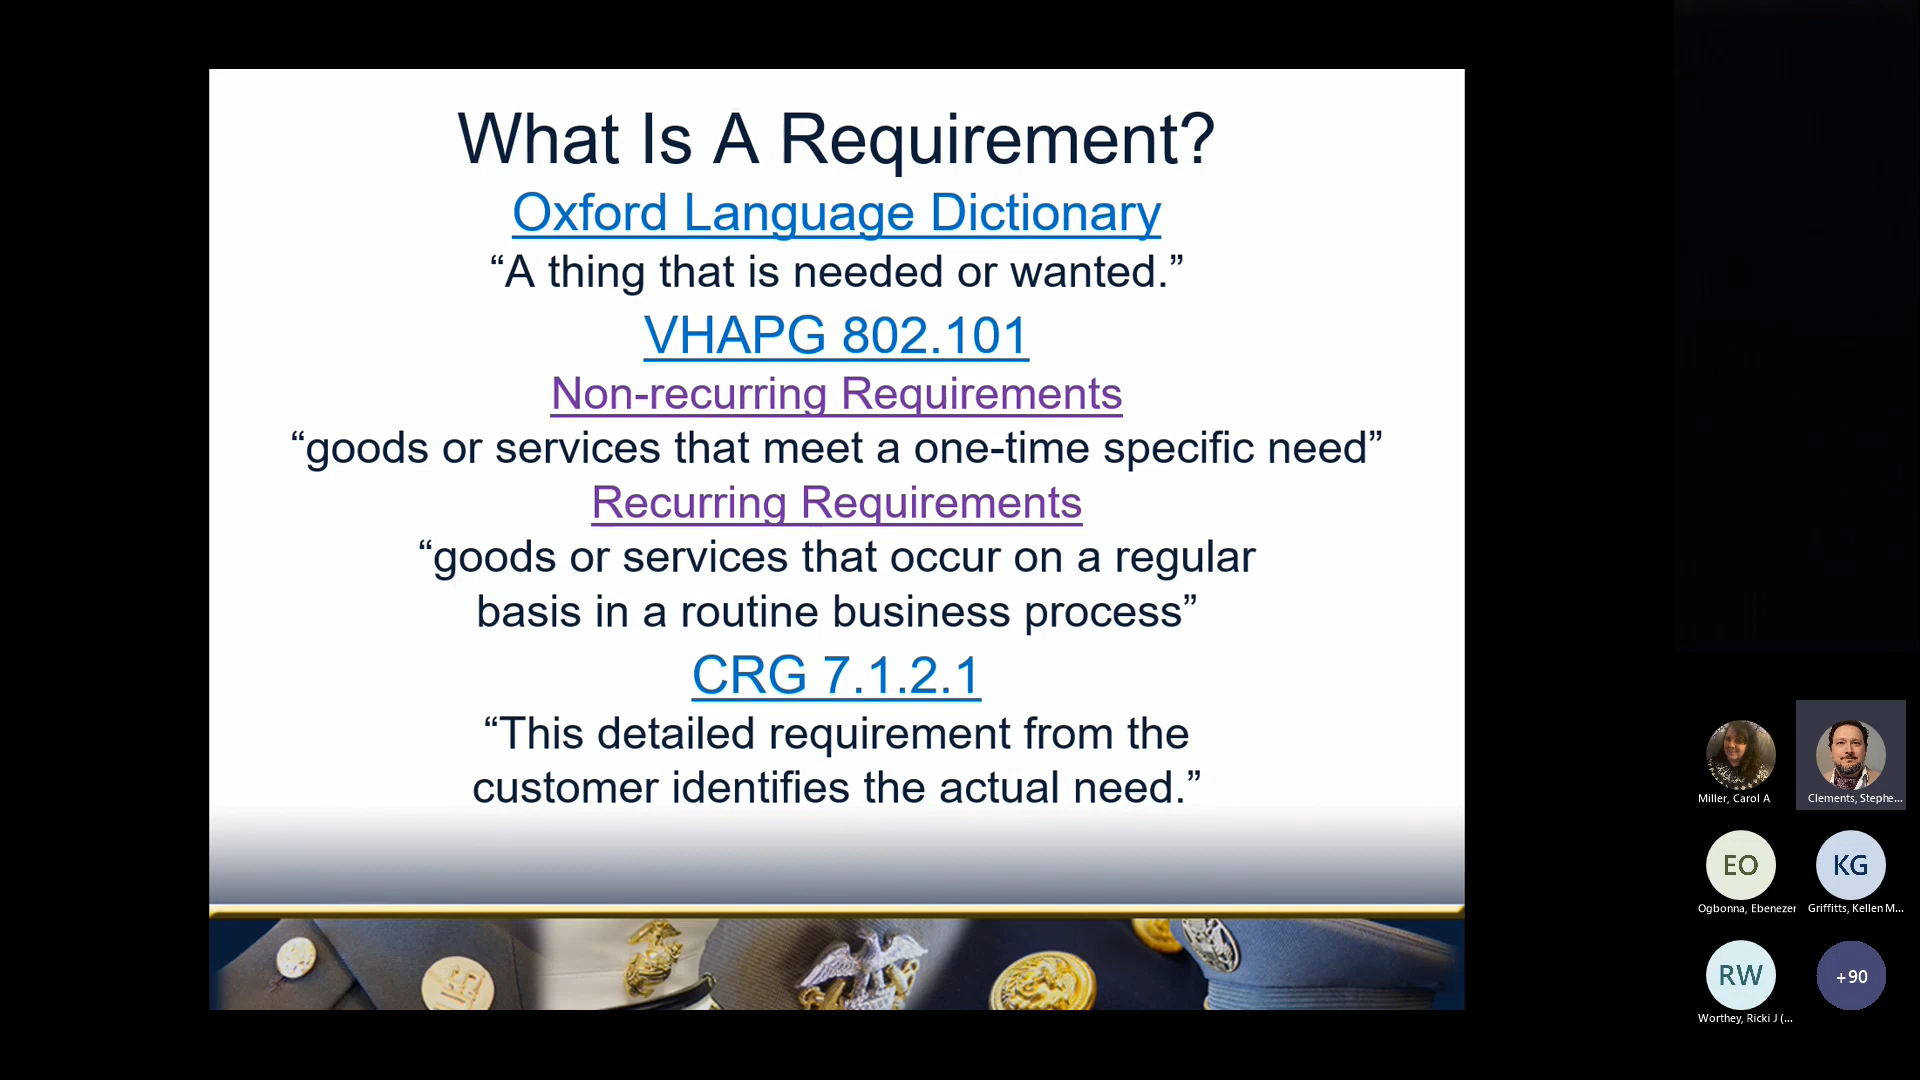 What Is A Requirement?
Oxford Language Dictionary
“A thing that is needed or wanted.”
VHAPG 802.101
Non-recurring Requirements
“goods or services that meet a one-time specific need”
Recurring Requirements
“goods or services that occur on a regular
basis in a routine business process”
CRG 7.1.2.1
“This detailed requirement from the
customer identifies the actual need.”
Miller, Carol A
Clements, Stephe...
EO
KG
Ogbonna, Ebenezer
Griffitts, Kellen M...
RW
+90
Worthey, Ricki J (...